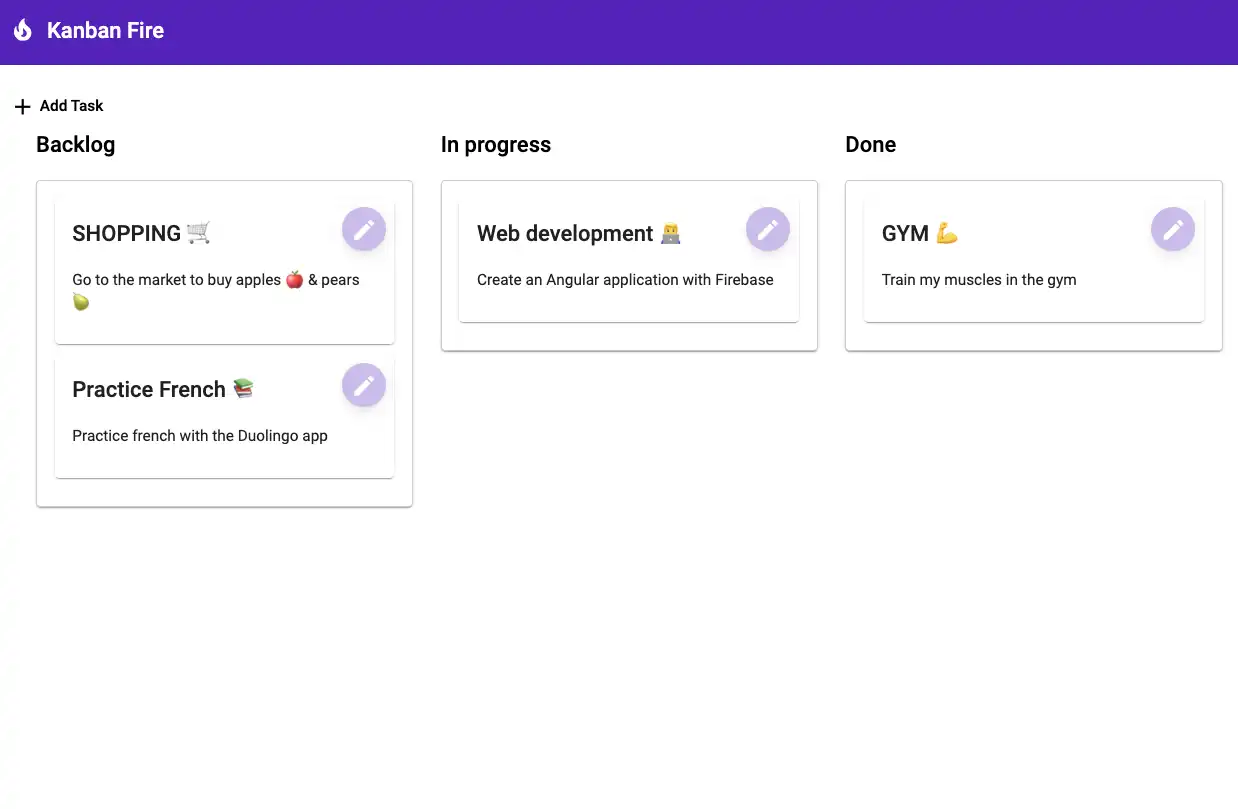 Kanban Fire
Add Task
Backlog
SHOPPING 🛒
Go to the market to buy apples 🍎 & pears
🍐
Practice French 📚
Practice french with the Duolingo app
In progress
Web development 👨‍💻
Create an Angular application with Firebase
Done
GYM 💪
Train my muscles in the gym